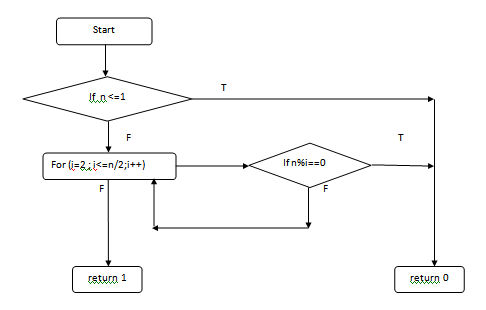 Start
If n <=1
T
F
T
For (i=2 ; i<=n/2;i++)
If n%i==0
F
F
return 1
return 0